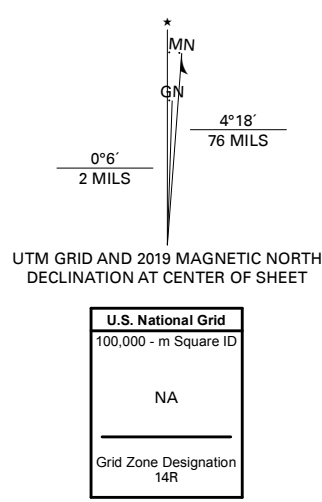 ★
MN
GN
4°18´
76 MILS
0°6´
2 MILS
UTM GRID AND 2019 MAGNETIC NORTH
DECLINATION AT CENTER OF SHEET
U.S. National Grid
100,000 - m Square ID
NA
Grid Zone Designation
14R